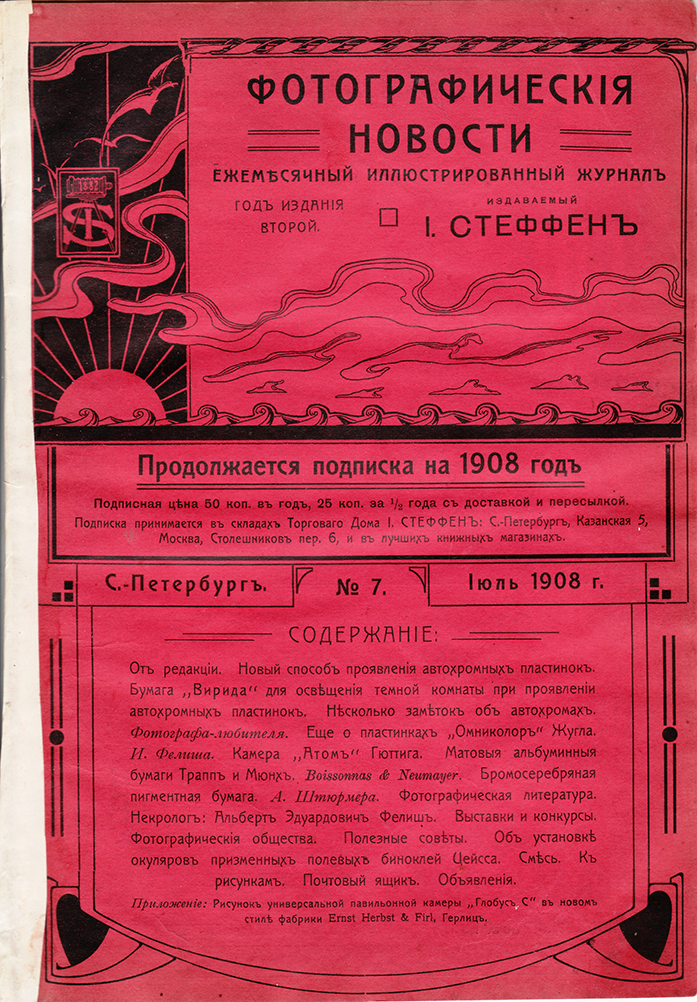 1892
ФОТОГРАФИЧЕСКІЯ
НОВОСТИ
ЕЖЕМѢСЯЧНЫЙ ИЛЛЮСТРИРОВАННЫЙ ЖУРНАЛЪ
ГОДЪ ИЗДАНІЯ
ВТОРОЙ.
ИЗДАВАЕМЫЙ
І. СТЕФФЕНЪ
Продолжается подписка на 1908 годъ
Подписная цѣна 50 коп. въ годъ, 25 коп. за 1/2 года съ доставкой и пересылкой.
Подписка принимается въ складахъ Торговаго Дома І. СТЕФФЕНЪ: С.-Петербургъ, Казанская 5,
Москва, Столешниковъ пер. 6, и въ лучшихъ книжныхъ магазинахъ.
С.-Петербургъ.
№ 7.
Іюль 1908 г.
СОДЕРЖАНІЕ:
Отъ редакціи. Новый способъ проявленія автохромныхъ пластинокъ.
Бумага „Вирида" для освѣщенія темной комнаты при проявленіи
автохромныхъ пластинокъ. Нѣсколько замѣтокъ объ автохромахъ.
Фотографа-любителя. Еще о пластинкахъ „Омниколоръ" Жугла.
И. Фелиша. Камера „Атомъ" Гюттига. Матовыя альбуминныя
бумаги Траппъ и Мюнхъ. Boissonnas & Neumayer. Бромосеребряная
пигментная бумага. А. Штюрмера. Фотографическая литература.
Некрологъ: Альбертъ Эдуардовичъ Фелишъ. Выставки и конкурсы.
Фотографическія общества. Полезные совѣты. Объ установкѣ
окуляровъ призменныхъ полевыхъ биноклей Цейсса. Смѣсь. Къ
рисункамъ. Почтовый ящикъ. Объявленія.
Приложеніе: Рисунокъ универсальной павильонной камеры „Глобусъ С" въ новомъ
стилѣ фабрики Ernst Herbst & Firl, Герлицъ.